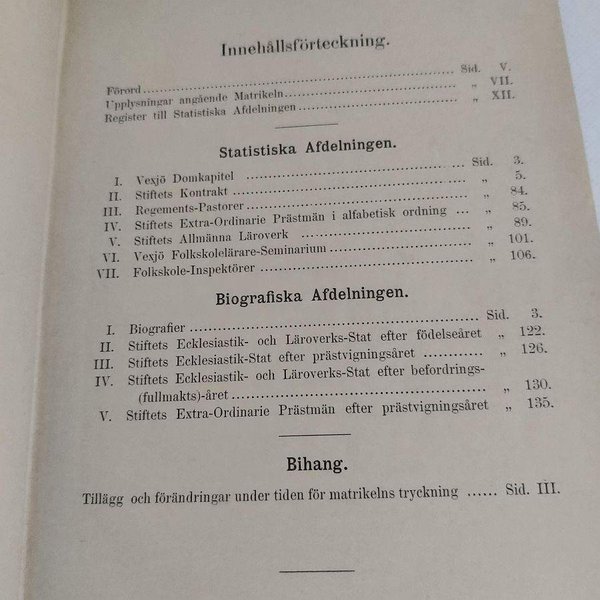 Innehållsförteckning.
Förord ........ Sid. V.
Upplysningar angående Matrikeln ........ „ VII.
Register till Statistiska Afdelningen ........ „ XII.
Statistiska Afdelningen.
I. Vexjö Domkapitel ........ Sid. 3.
II. Stiftets Kontrakt ........ „ 5.
III. Regements-Pastorer ........ „ 84.
IV. Stiftets Extra-Ordinarie Prästmän i alfabetisk ordning ... „ 85.
V. Stiftets Allmänna Läroverk ........ „ 89.
VI. Vexjö Folkskolelärare-Seminarium ........ „ 101.
VII. Folkskole-Inspektörer ........ „ 106.
Biografiska Afdelningen.
I. Biografier ........ Sid. 3.
II. Stiftets Ecklesiastik- och Läroverks-Stat efter födelseåret „ 122.
III. Stiftets Ecklesiastik-Stat efter prästvigningsåret ........ „ 126.
IV. Stiftets Ecklesiastik- och Läroverks-Stat efter befordrings-
(fullmakts)-året ........ „ 130.
V. Stiftets Extra-Ordinarie Prästmän efter prästvigningsåret „ 135.
Bihang.
Tillägg och förändringar under tiden för matrikelns tryckning ...... Sid. III.